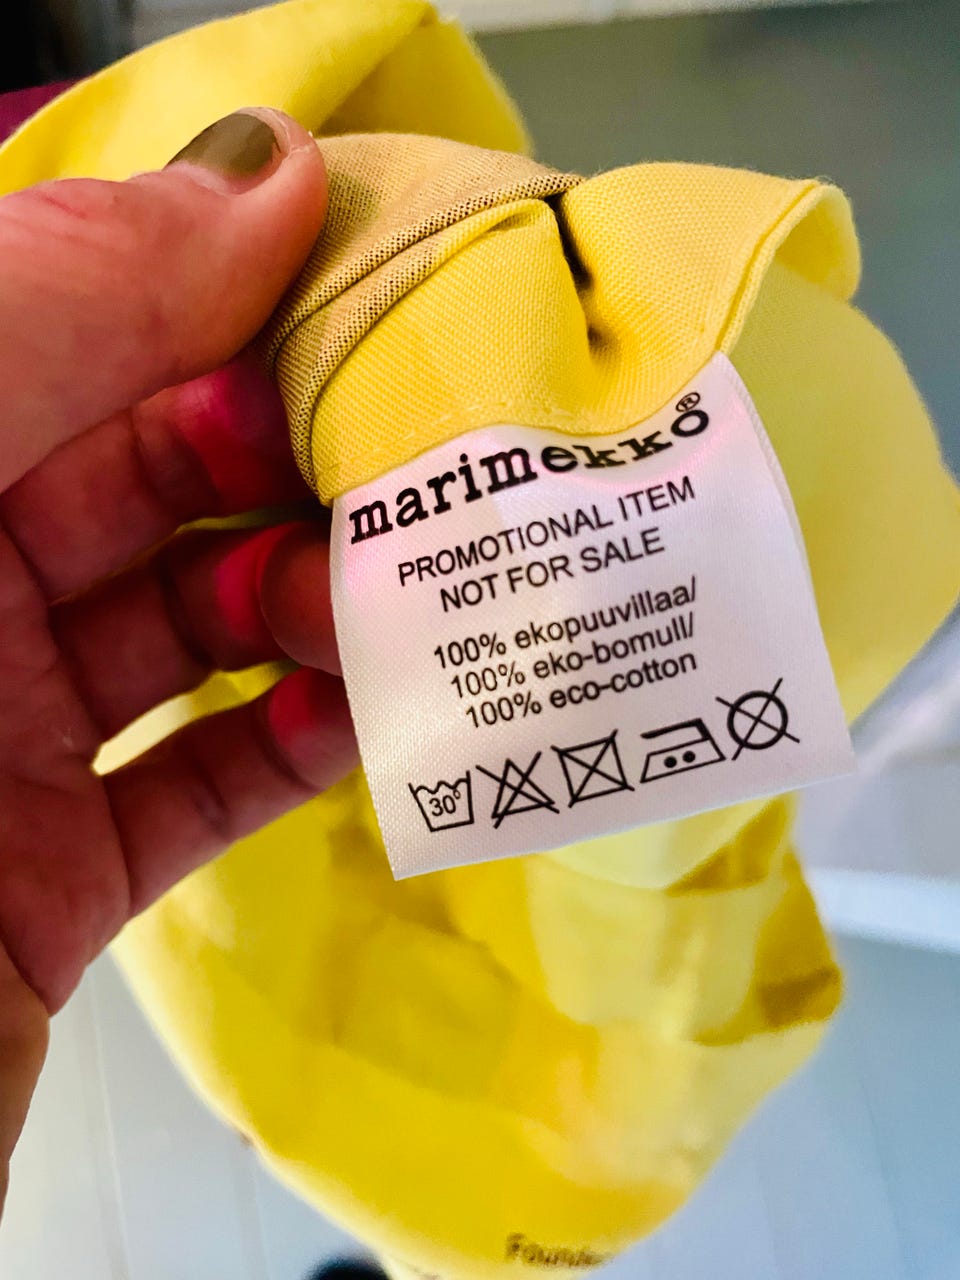 marimekko®
PROMOTIONAL ITEM
NOT FOR SALE
100% ekopuuvillaa/
100% eko-bomull/
100% eco-cotton
30°